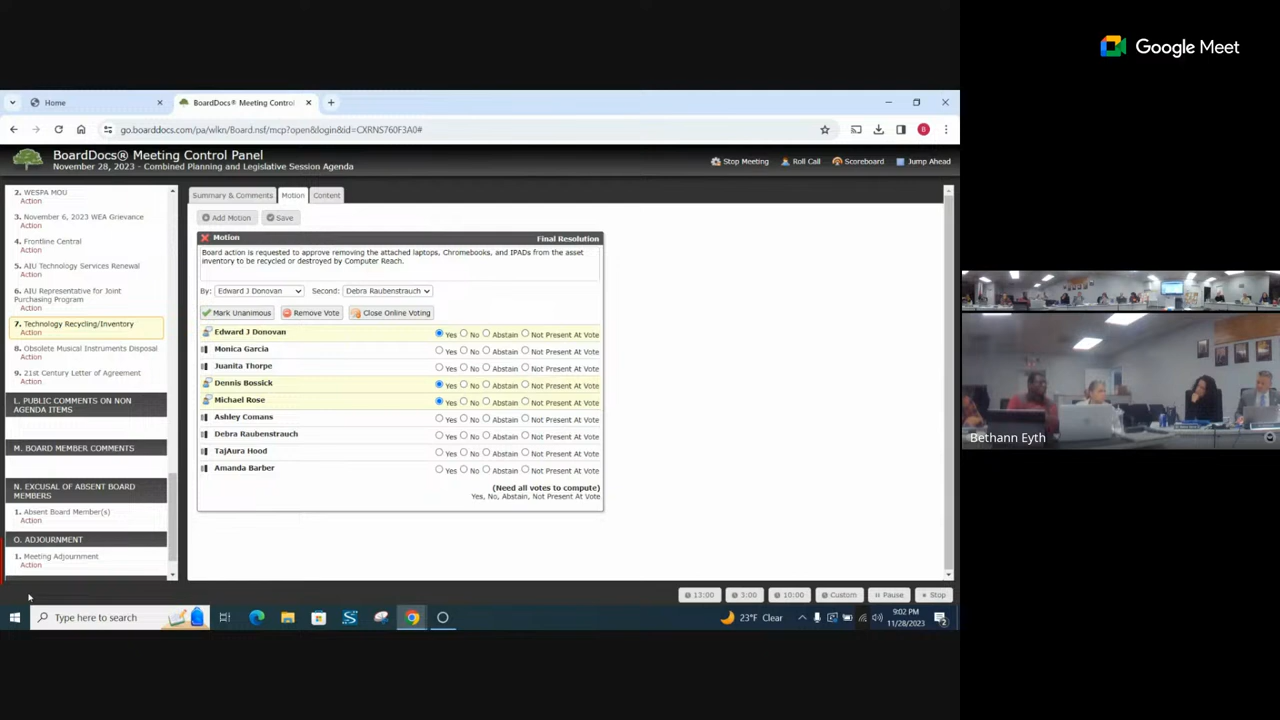 Google Meet
Home
BoardDocs® Meeting Control
go.boarddocs.com/pa/wlkn/Board.nsf/mcp?open&login&id=CXRNS760F3A0#
B
BoardDocs® Meeting Control Panel
November 28, 2023 - Combined Planning and Legislative Session Agenda
Stop Meeting Roll Call Scoreboard Jump Ahead
2. WESPA MOU
Action
3. November 6, 2023 WEA Grievance
Action
4. Frontline Central
Action
5. AIU Technology Services Renewal
Action
6. AIU Representative for Joint
Purchasing Program
Action
7. Technology Recycling/Inventory
Action
8. Obsolete Musical Instruments Disposal
Action
9. 21st Century Letter of Agreement
Action
L. PUBLIC COMMENTS ON NON
AGENDA ITEMS
M. BOARD MEMBER COMMENTS
N. EXCUSAL OF ABSENT BOARD
MEMBERS
1. Absent Board Member(s)
Action
O. ADJOURNMENT
1. Meeting Adjournment
Action
Summary & Comments Motion Content
Add Motion Save
Motion Final Resolution
Board action is requested to approve removing the attached laptops, Chromebooks, and IPADs from the asset
inventory to be recycled or destroyed by Computer Reach.
By: Edward J Donovan Second: Debra Raubenstrauch
Mark Unanimous Remove Vote Close Online Voting
Edward J Donovan Yes No Abstain Not Present At Vote
Monica Garcia Yes No Abstain Not Present At Vote
Juanita Thorpe Yes No Abstain Not Present At Vote
Dennis Bossick Yes No Abstain Not Present At Vote
Michael Rose Yes No Abstain Not Present At Vote
Ashley Comans Yes No Abstain Not Present At Vote
Debra Raubenstrauch Yes No Abstain Not Present At Vote
TajAura Hood Yes No Abstain Not Present At Vote
Amanda Barber Yes No Abstain Not Present At Vote
(Need all votes to compute)
Yes, No, Abstain, Not Present At Vote
Bethann Eyth
13:00 3:00 10:00 Custom Pause Stop
Type here to search
23°F Clear
9:02 PM
11/28/2023
2